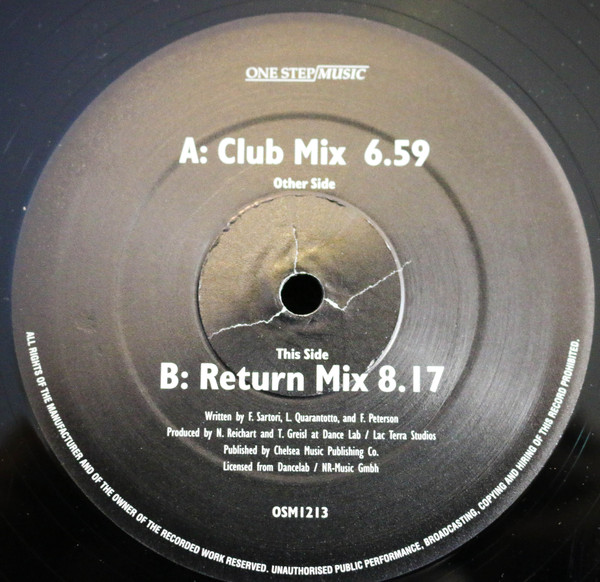 ONE STEP/MUSIC
A: Club Mix 6.59
Other Side
This Side
B: Return Mix 8.17
Written by F. Sartori, L. Quarantotto, and F. Peterson
Produced by N. Reichart and T. Greisl at Dance Lab / Lac Terra Studios
Published by Chelsea Music Publishing Co.
Licensed from Dancelab / NR-Music Gmbh
OSM1213
ALL RIGHTS OF THE MANUFACTURER AND OF THE OWNER OF THE RECORDED WORK RESERVED. UNAUTHORISED PUBLIC PERFORMANCE, BROADCASTING, COPYING AND HIRING OF THIS RECORD PROHIBITED.